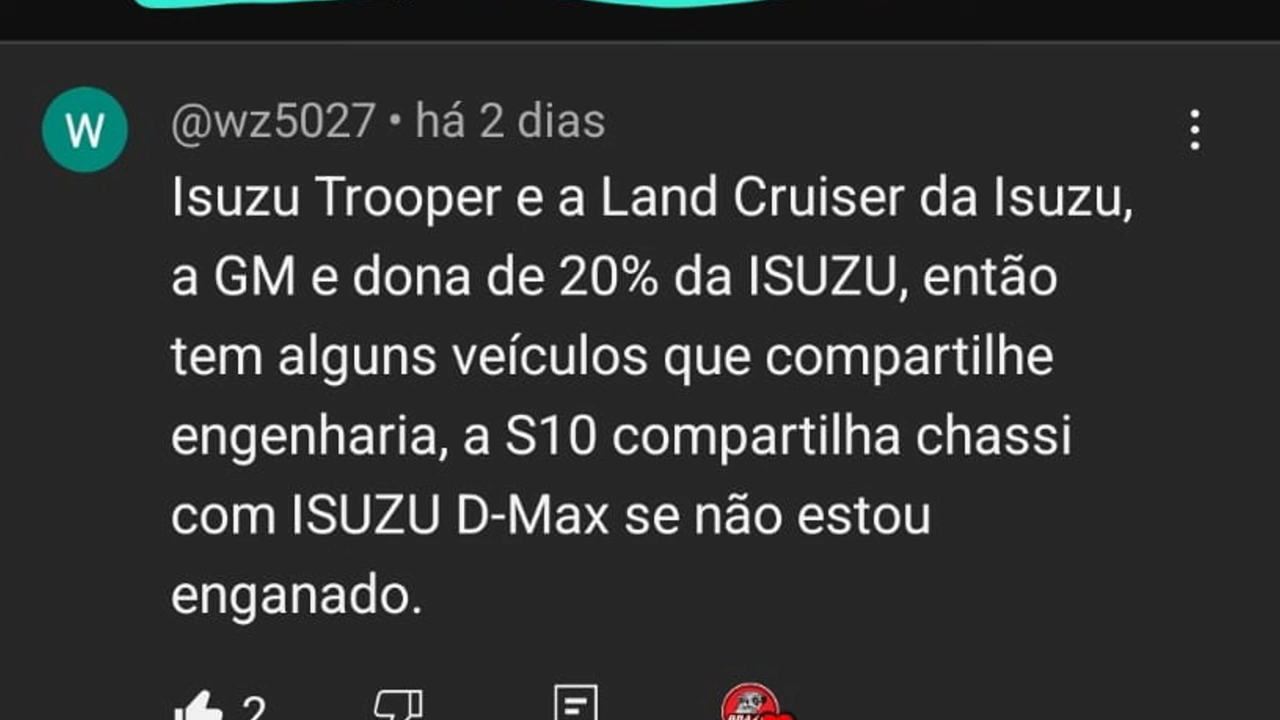 W
@wz5027 • há 2 dias
Isuzu Trooper e a Land Cruiser da Isuzu,
a GM e dona de 20% da ISUZU, então
tem alguns veículos que compartilhe
engenharia, a S10 compartilha chassi
com ISUZU D-Max se não estou
enganado.
2